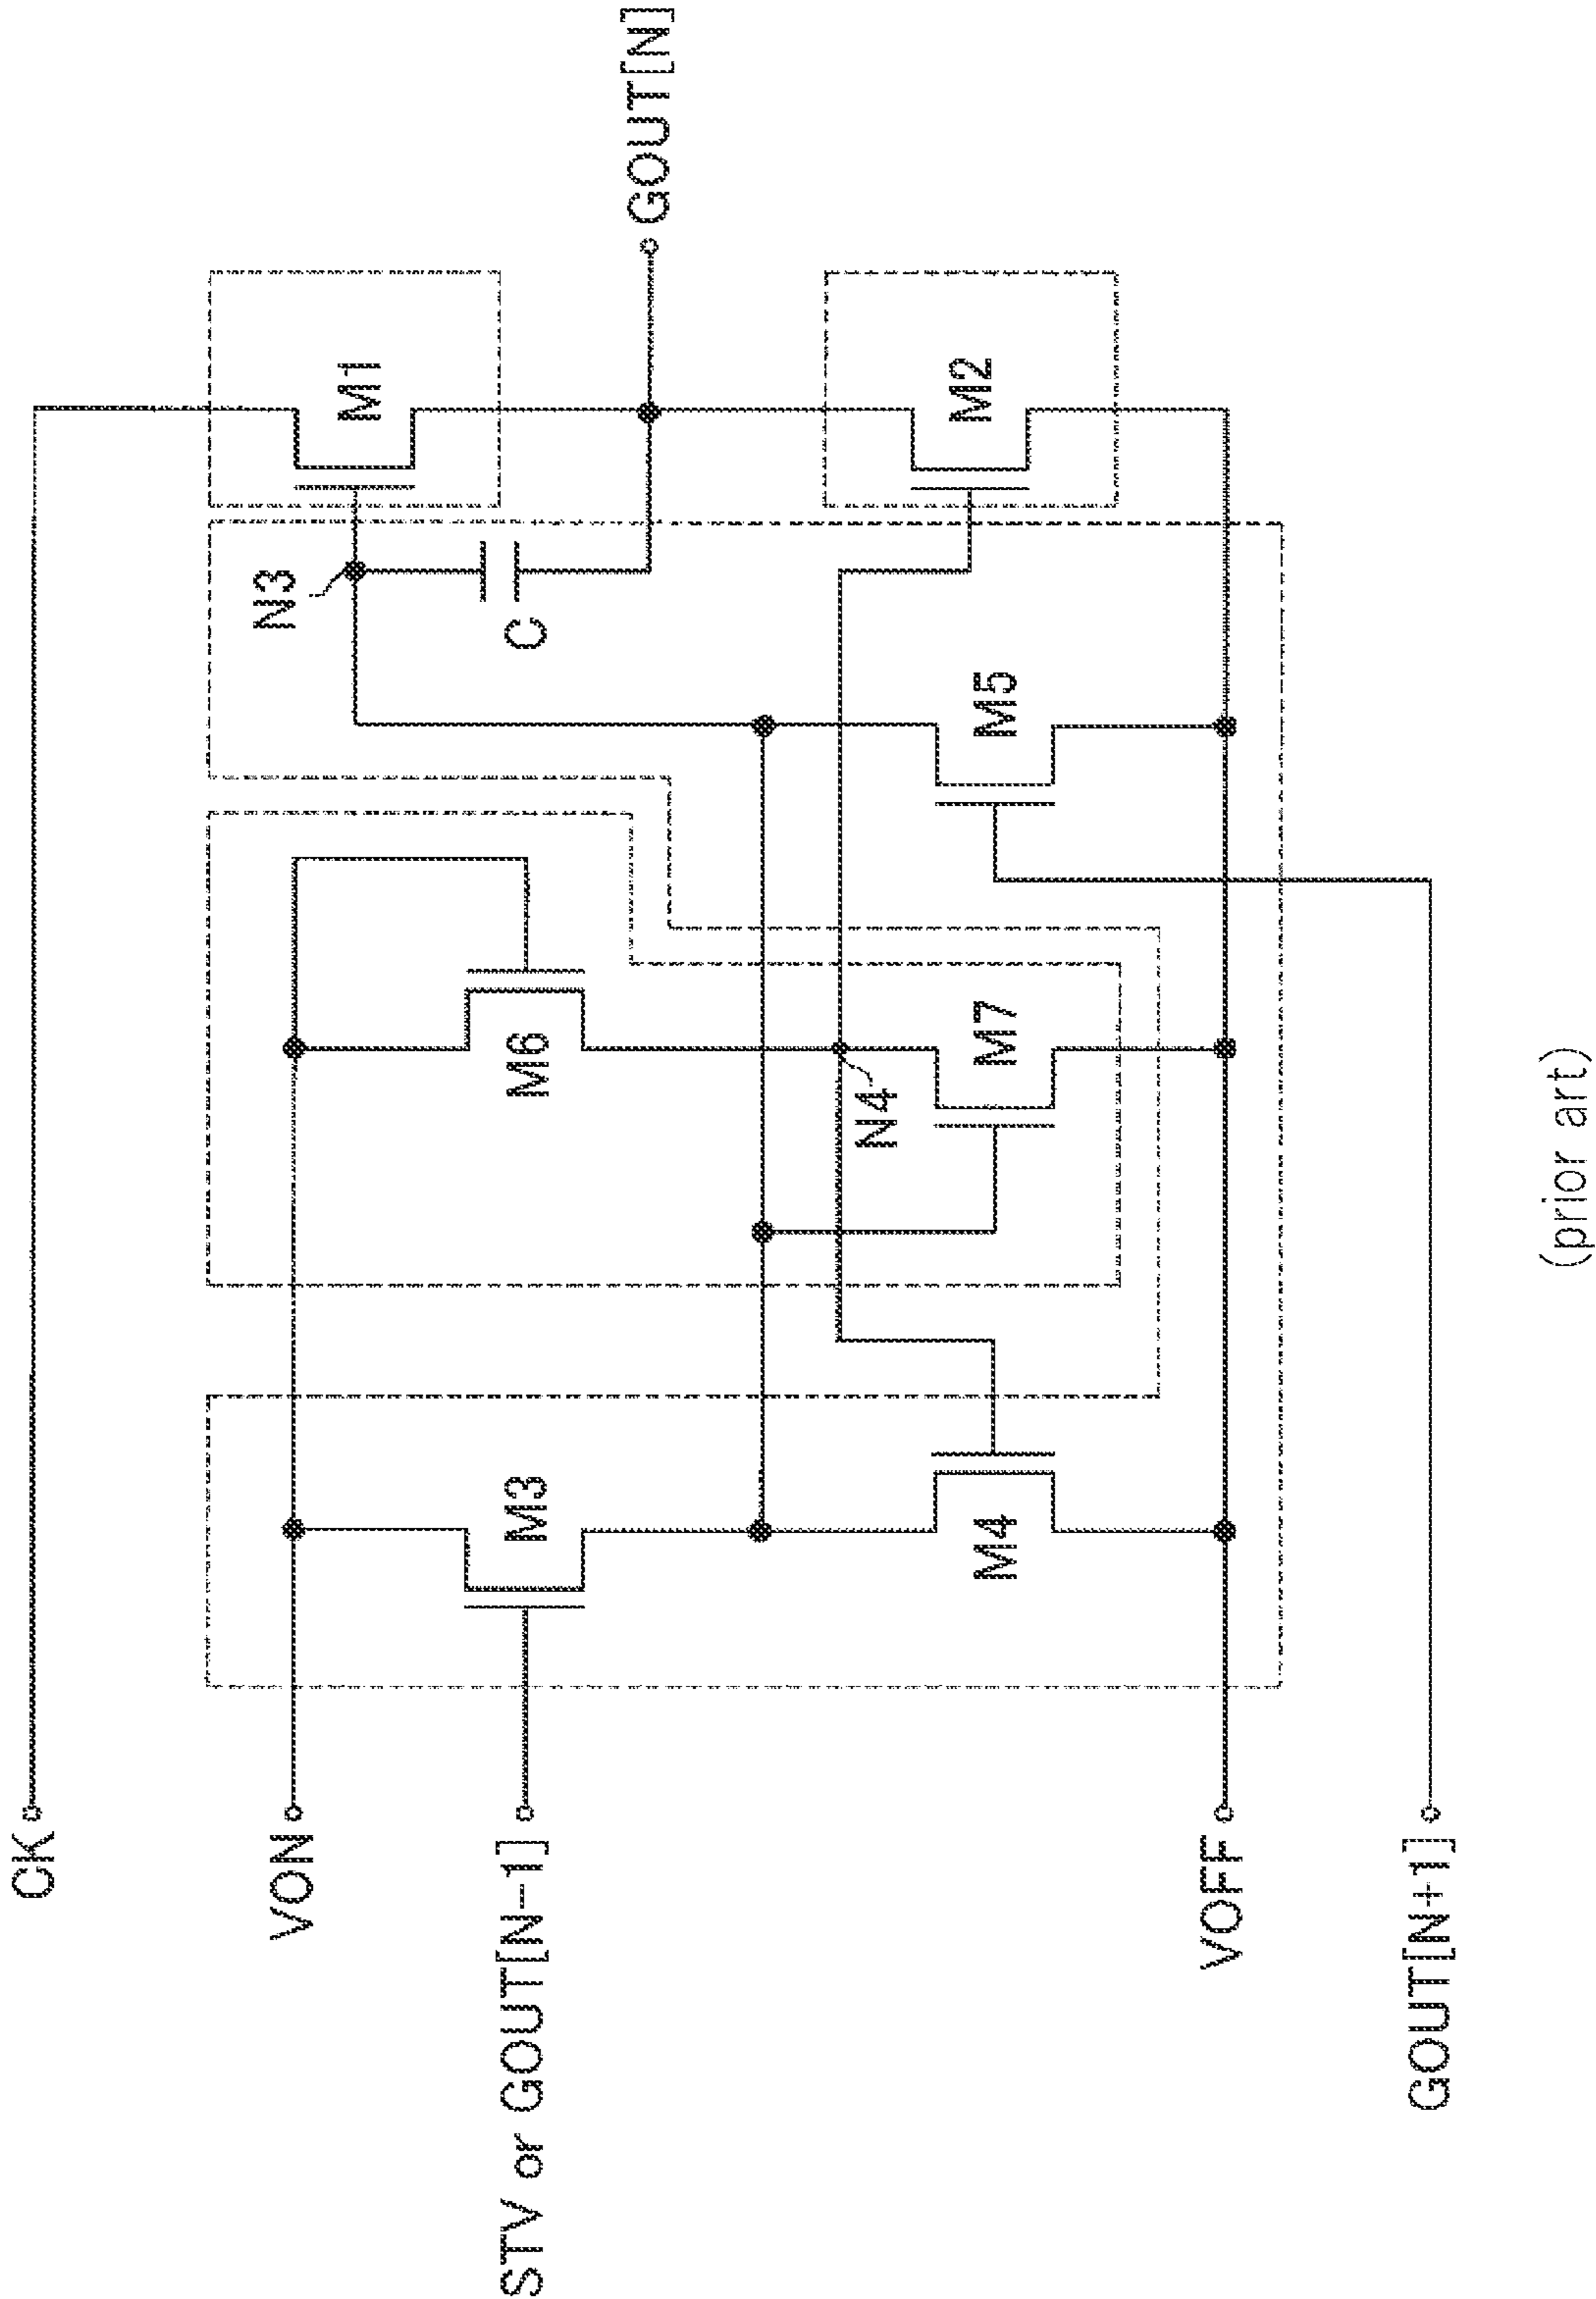 CK
VON
STV or GOUT[N-1]
VOFF
GOUT[N+1]
M3
M4
M6
N4
M7
M5
N3
C
M1
M2
GOUT[N]
(prior art)